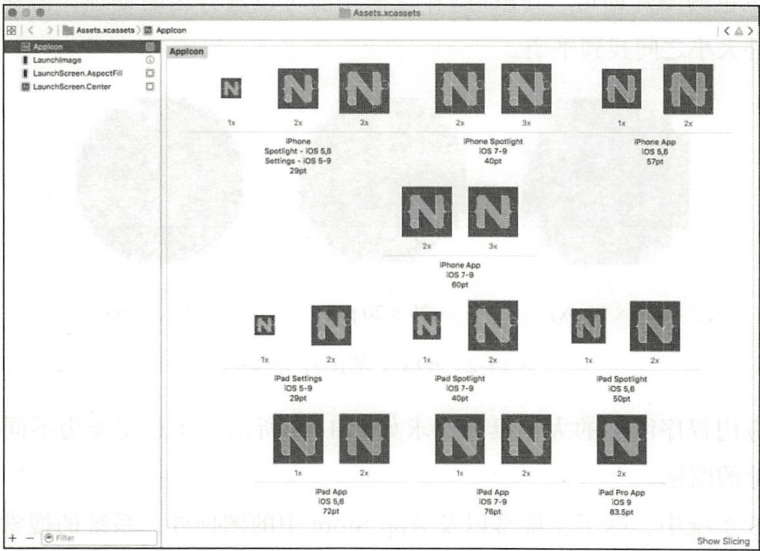 Assets.xcassets
Assets.xcassets AppIcon
AppIcon
LaunchImage
LaunchScreen.AspectFill
LaunchScreen.Center
AppIcon
1x 2x 3x 2x 3x 1x 2x
iPhone
Spotlight - iOS 5,6
Settings - iOS 5-9
29pt
iPhone Spotlight
iOS 7-9
40pt
iPhone App
iOS 5,6
57pt
2x 3x
iPhone App
iOS 7-9
60pt
1x 2x 1x 2x 1x 2x
iPad Settings
iOS 5-9
29pt
iPad Spotlight
iOS 7-9
40pt
iPad Spotlight
iOS 5,6
50pt
1x 2x 1x 2x 2x
iPad App
iOS 5,6
72pt
iPad App
iOS 7-9
76pt
iPad Pro App
iOS 9
83.5pt
Filter
Show Slicing